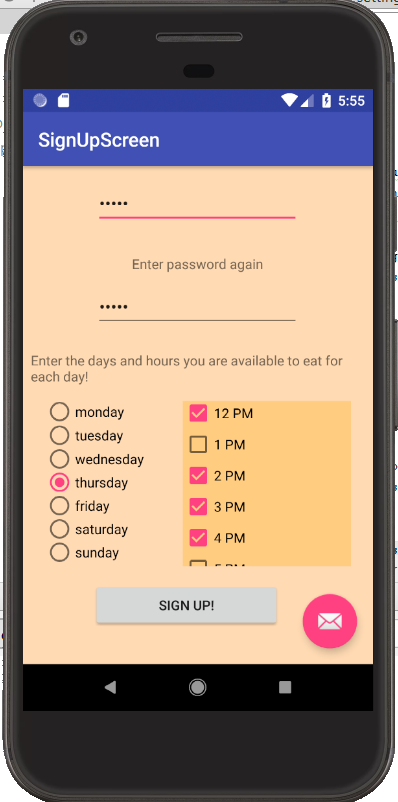 5:55
SignUpScreen
•••••
Enter password again
•••••
Enter the days and hours you are available to eat for
each day!
monday
tuesday
wednesday
thursday
friday
saturday
sunday
12 PM
1 PM
2 PM
3 PM
4 PM
5 PM
SIGN UP!